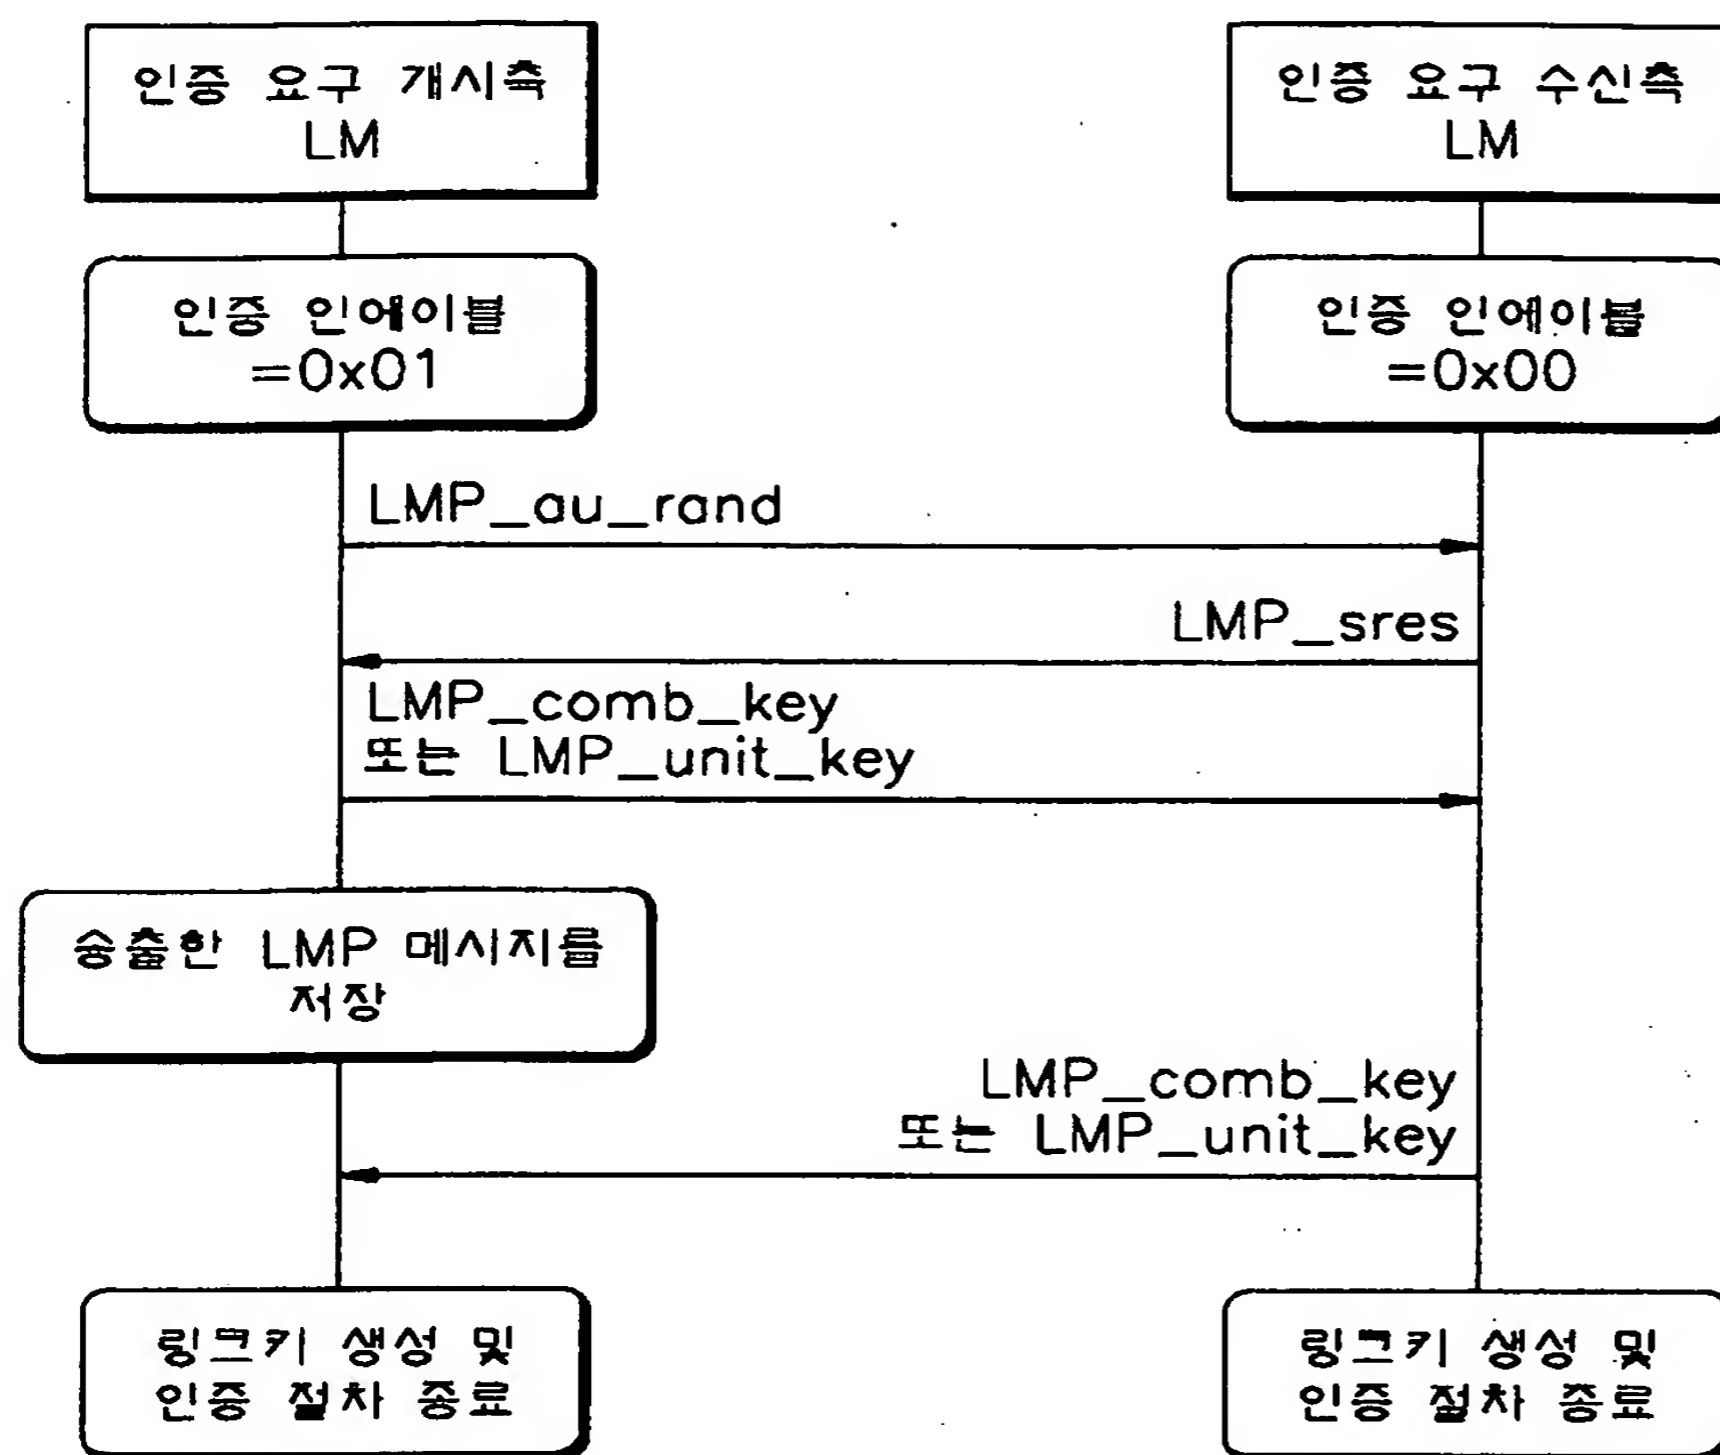 인증 요구 개시측
LM
인증 요구 수신측
LM
인증 인에이블
=0x01
인증 인에이블
=0x00
LMP_au_rand
LMP_sres
LMP_comb_key
또는 LMP_unit_key
송출한 LMP 메시지를
저장
LMP_comb_key
또는 LMP_unit_key
링크키 생성 및
인증 절차 종료
링크키 생성 및
인증 절차 종료